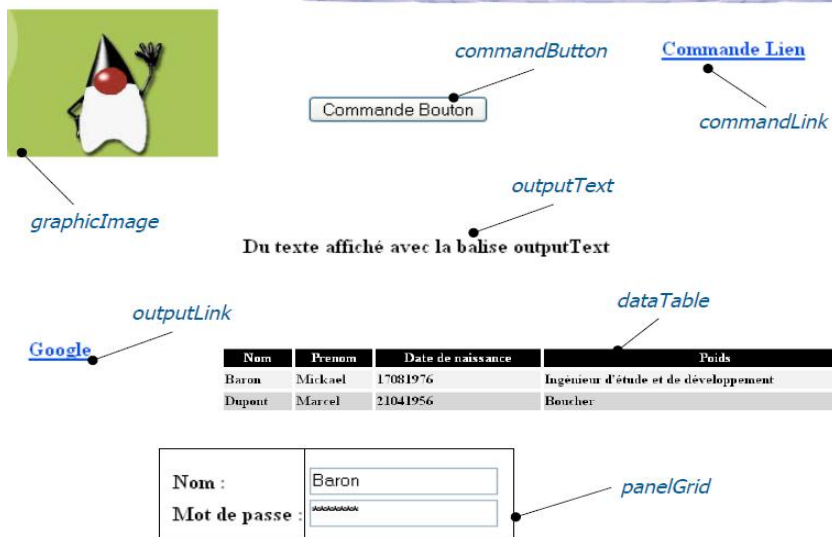 commandButton
Commande Lien
Commande Bouton
commandLink
outputText
graphicImage
Du texte affiché avec la balise outputText
dataTable
outputLink
Google
Nom Prenom Date de naissance Poids
Baron Mickael 17081976 Ingénieur d'étude et de développement
Dupont Marcel 21041956 Boucher
Nom : Baron
panelGrid
Mot de passe : ********